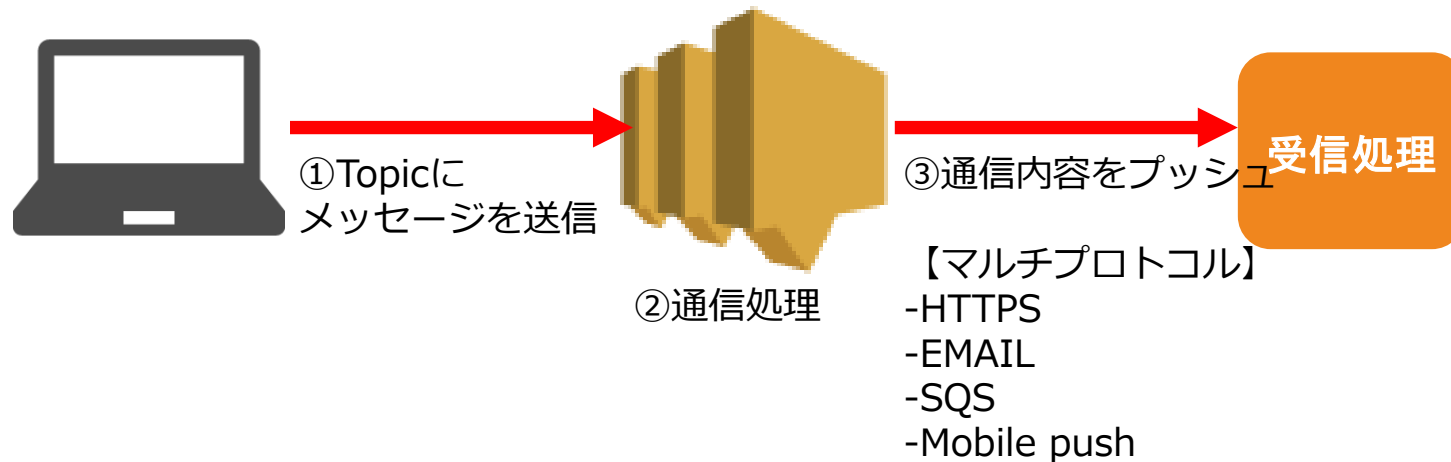 ①Topicに
メッセージを送信
②通信処理
③通信内容をプッシュ
受信処理
【マルチプロトコル】
-HTTPS
-EMAIL
-SQS
-Mobile push